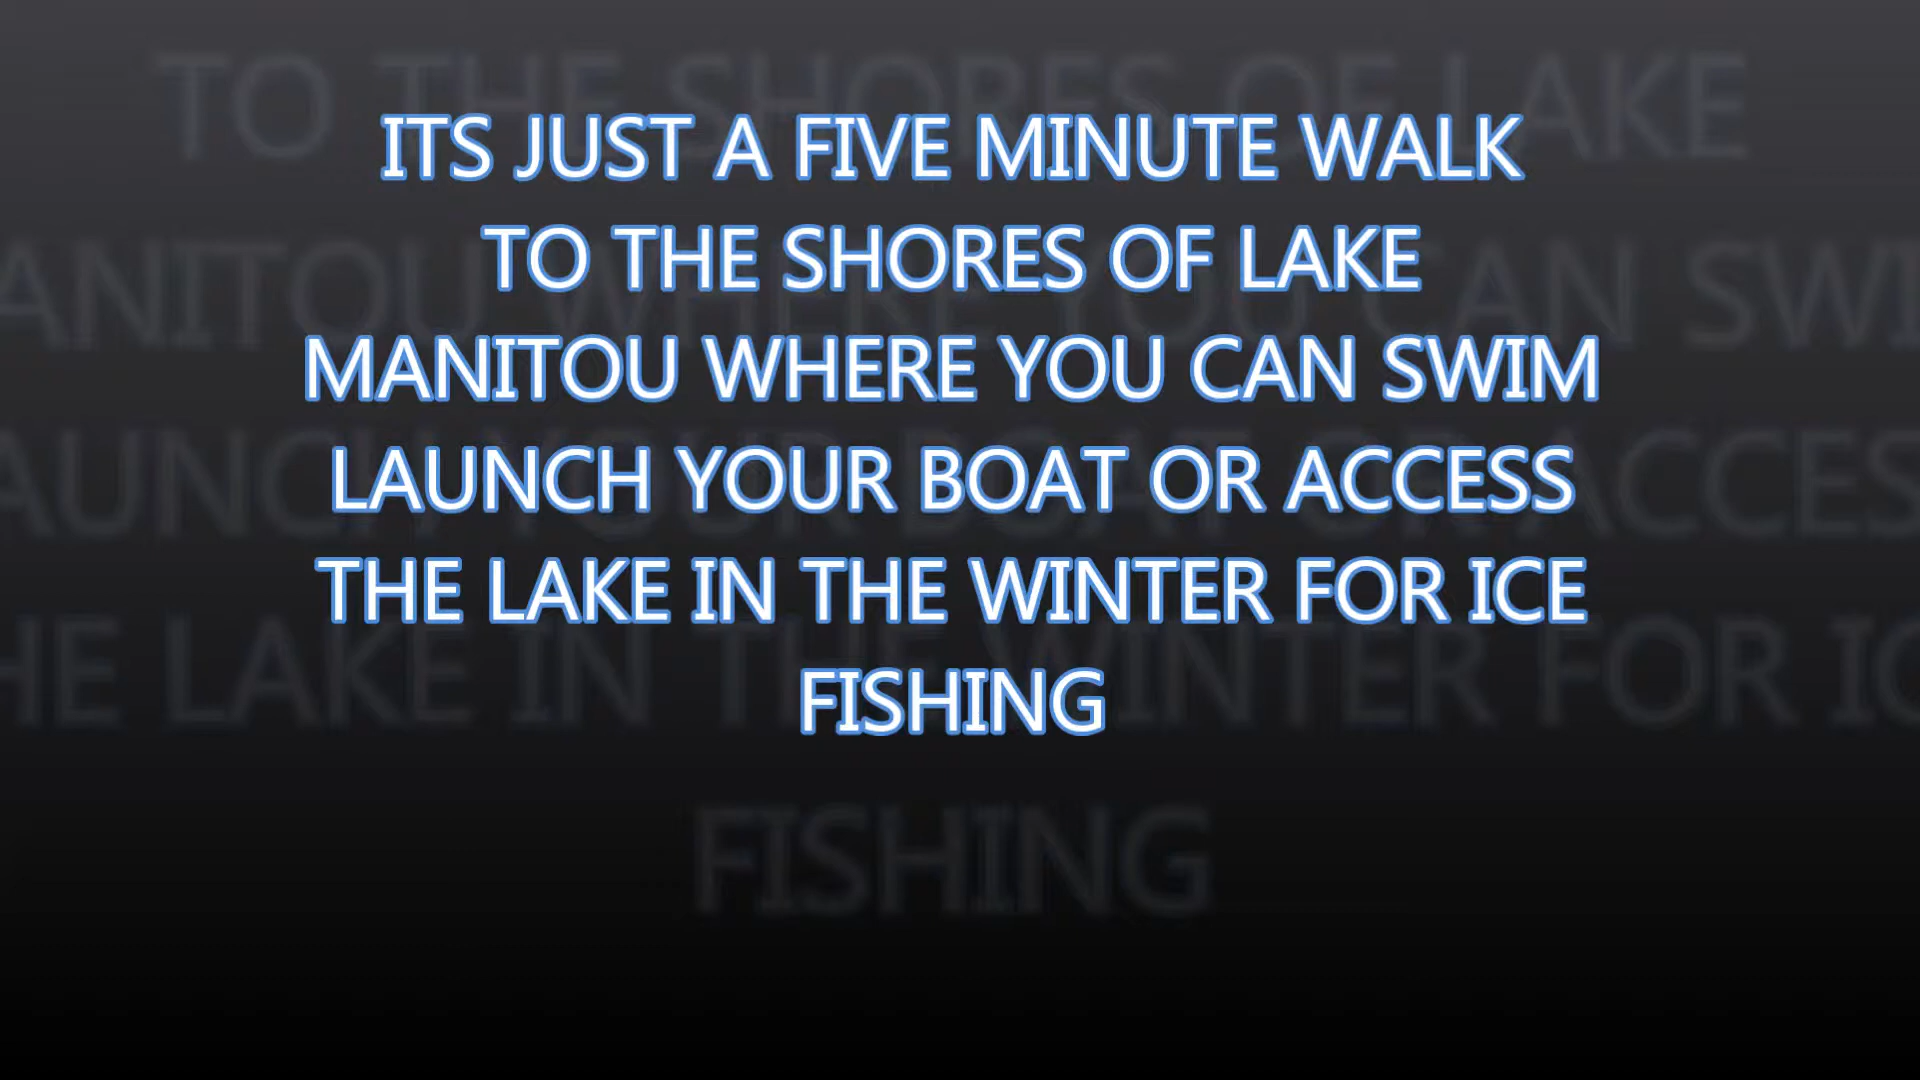 ITS JUST A FIVE MINUTE WALK
TO THE SHORES OF LAKE
MANITOU WHERE YOU CAN SWIM
LAUNCH YOUR BOAT OR ACCESS
THE LAKE IN THE WINTER FOR ICE
FISHING